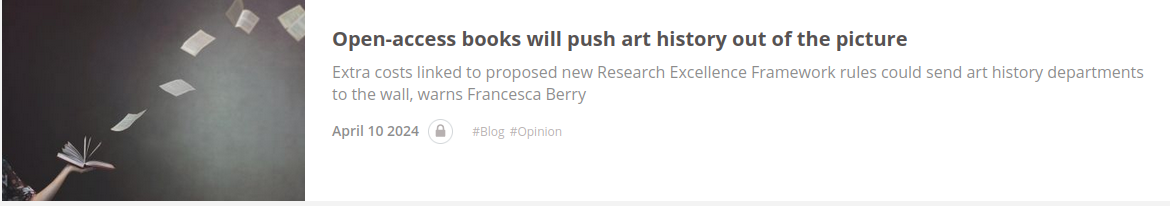 Open-access books will push art history out of the picture
Extra costs linked to proposed new Research Excellence Framework rules could send art history departments
to the wall, warns Francesca Berry
April 10 2024 #Blog #Opinion